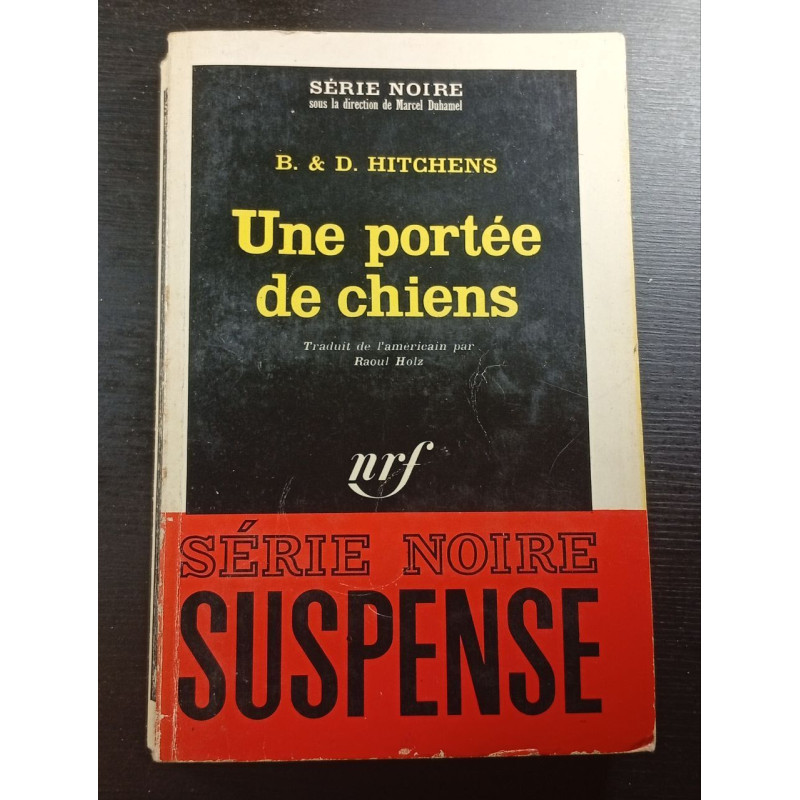 SÉRIE NOIRE
sous la direction de Marcel Duhamel
B. & D. HITCHENS
Une portée
de chiens
Traduit de l'américain par
Raoul Holz
nrf
SÉRIE NOIRE
SUSPENSE